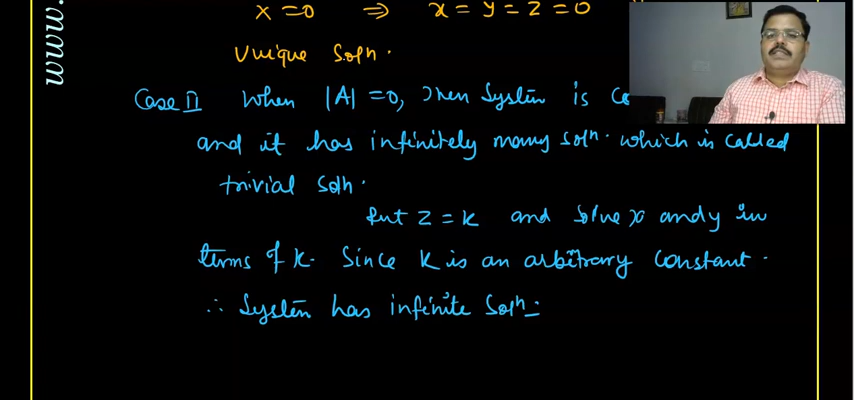 www.
X = 0 ⇒ x = y = z = 0
Unique Solⁿ.
Case II When |A| = 0, then System is co
and it has infinitely many solⁿ. which is called
trivial Solⁿ.
Put z = k and solve x and y in
terms of k. Since k is an arbitrary constant.
∴ System has infinite Solⁿ=